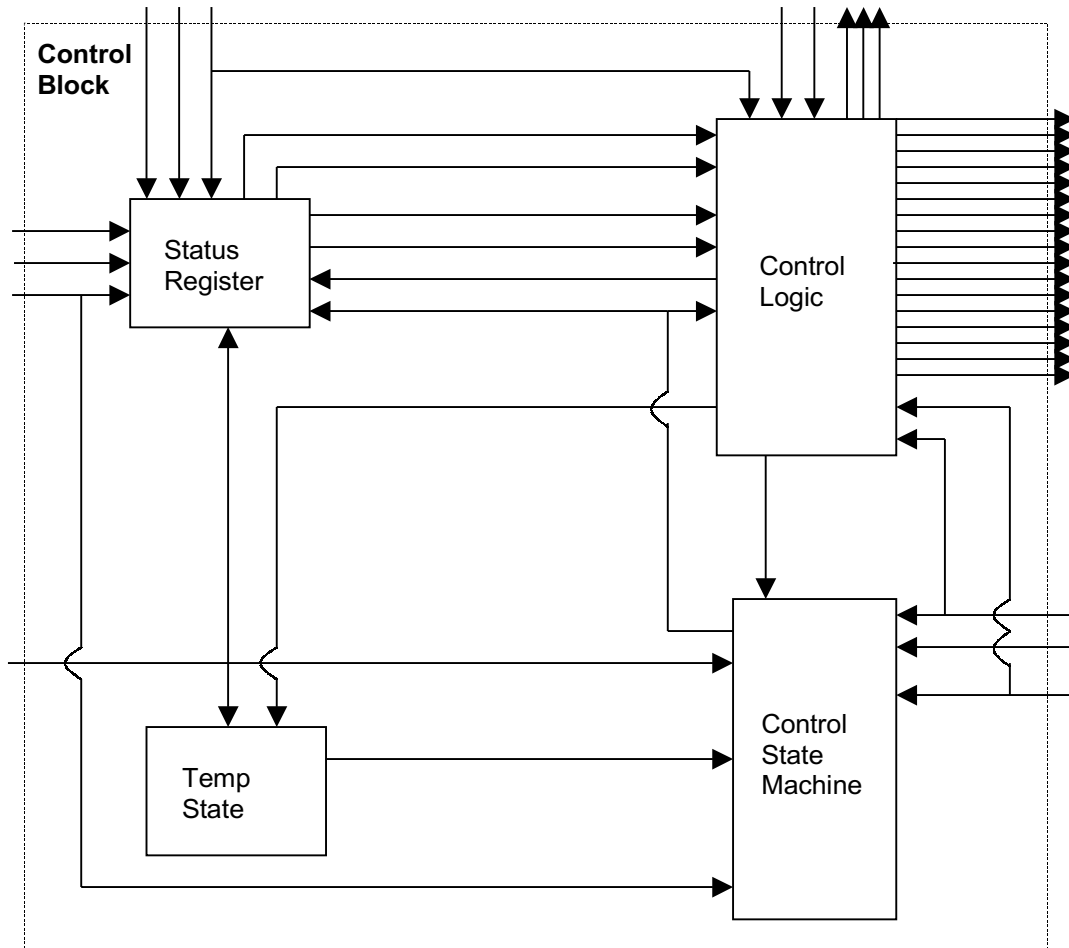 Control
Block
Status
Register
Control
Logic
Control
State
Machine
Temp
State